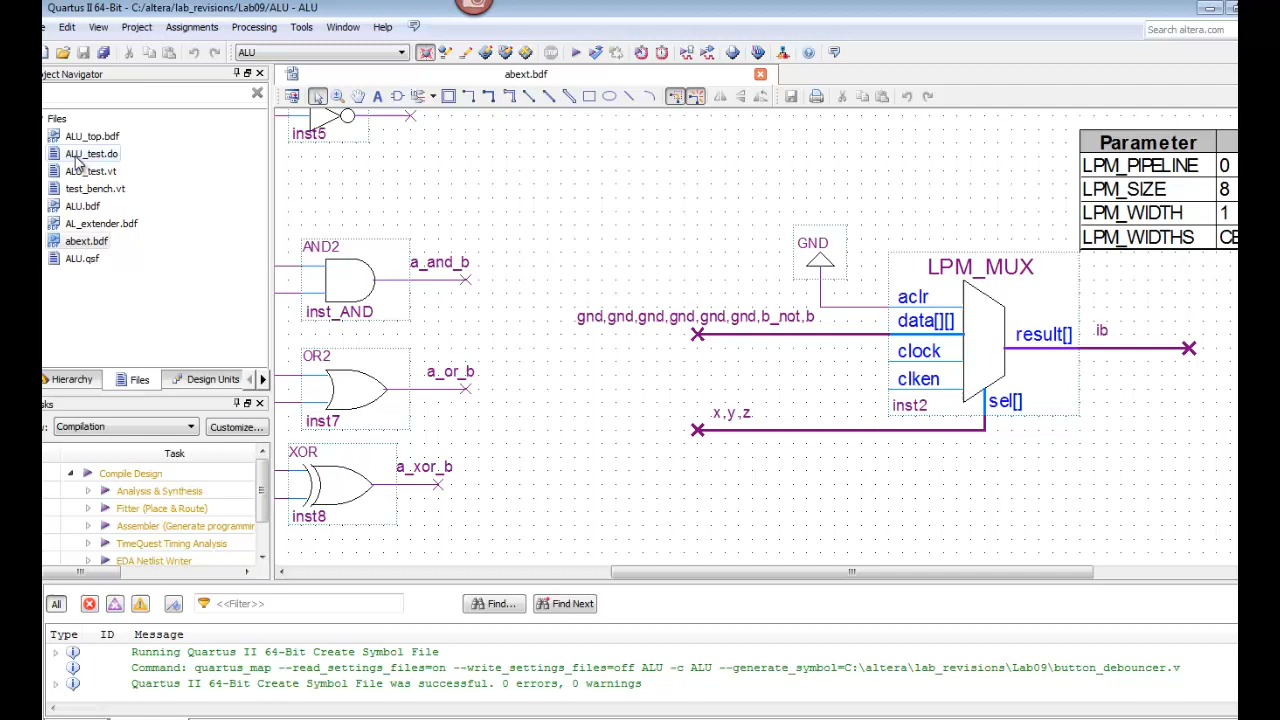 Quartus II 64-Bit - C:/altera/lab_revisions/Lab09/ALU - ALU
Edit View Project Assignments Processing Tools Window Help
Search altera.com
ALU
oject Navigator
abext.bdf
Files
ALU_top.bdf
ALU_test.do
ALU_test.vt
test_bench.vt
ALU.bdf
AL_extender.bdf
abext.bdf
ALU.qsf
Hierarchy Files Design Units
asks
Compilation Customize...
Task
Compile Design
Analysis & Synthesis
Fitter (Place & Route)
Assembler (Generate programmin
TimeQuest Timing Analysis
EDA Netlist Writer
inst5
AND2
a_and_b
inst_AND
OR2
a_or_b
inst7
XOR
a_xor_b
inst8
GND
gnd,gnd,gnd,gnd,gnd,gnd,b_not,b
x,y,z
LPM_MUX
aclr
data[][]
clock
clken
inst2
result[]
sel[]
ib
Parameter
LPM_PIPELINE 0
LPM_SIZE 8
LPM_WIDTH 1
LPM_WIDTHS CE
All <<Filter>> Find... Find Next
Type ID Message
Running Quartus II 64-Bit Create Symbol File
Command: quartus_map --read_settings_files=on --write_settings_files=off ALU -c ALU --generate_symbol=C:\altera\lab_revisions\Lab09\button_debouncer.v
Quartus II 64-Bit Create Symbol File was successful. 0 errors, 0 warnings